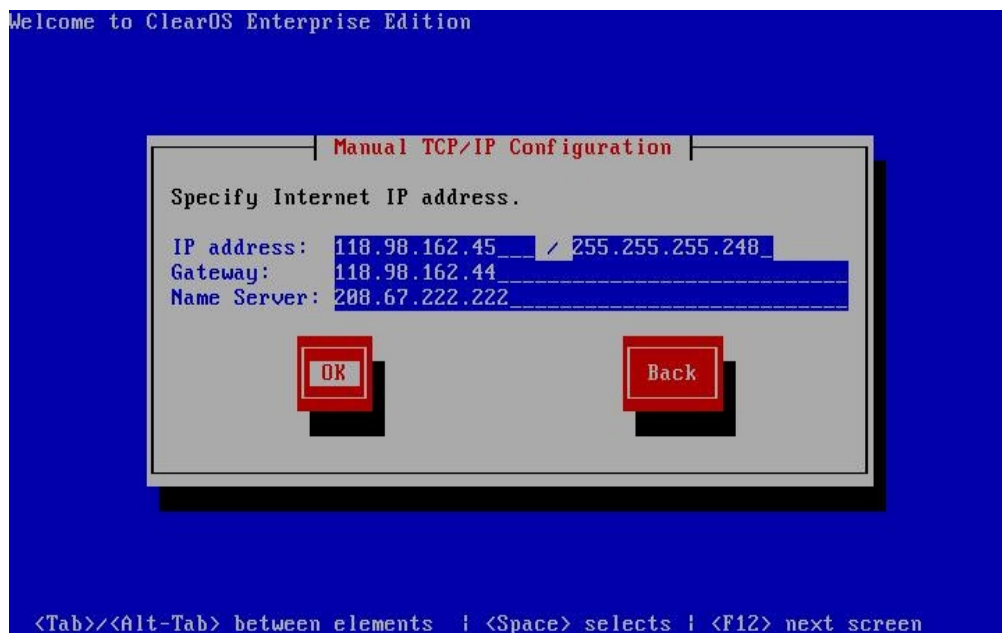 Welcome to ClearOS Enterprise Edition
Manual TCP/IP Configuration
Specify Internet IP address.
IP address: 118.98.162.45___ / 255.255.255.248_
Gateway: 118.98.162.44____________________________
Name Server: 208.67.222.222___________________________
OK Back
<Tab>/<Alt-Tab> between elements | <Space> selects | <F12> next screen